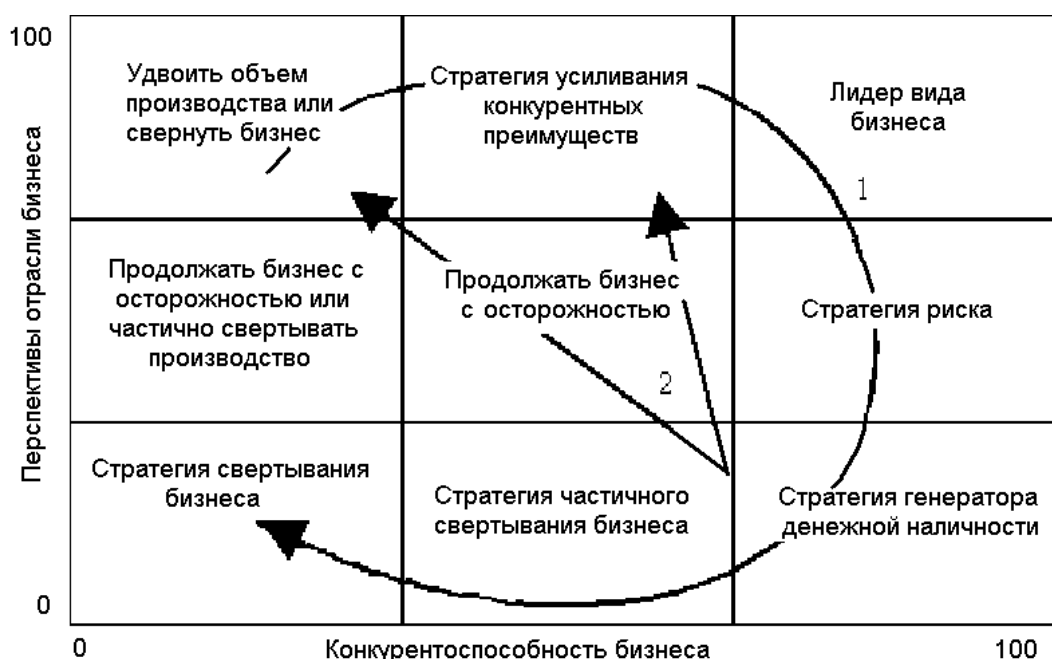 100
Удвоить объем
производства или
свернуть бизнес
Стратегия усиливания
конкурентных
преимуществ
Лидер вида
бизнеса
1
Перспективы отрасли бизнеса
Продолжать бизнес с
осторожностью или
частично свертывать
производство
Продолжать бизнес
с осторожностью
Стратегия риска
2
Стратегия свертывания
бизнеса
Стратегия частичного
свертывания бизнеса
Стратегия генератора
денежной наличности
0
0
Конкурентоспособность бизнеса
100